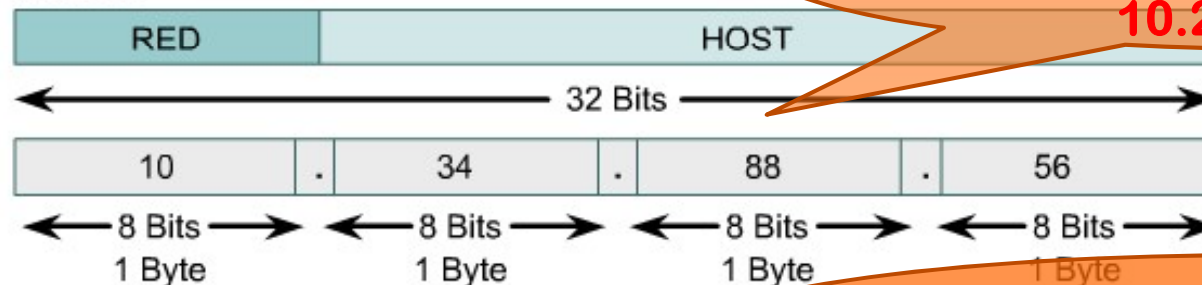 10.2
RED HOST
32 Bits
10 . 34 . 88 . 56
8 Bits 8 Bits 8 Bits 8 Bits
1 Byte 1 Byte 1 Byte 1 Byte